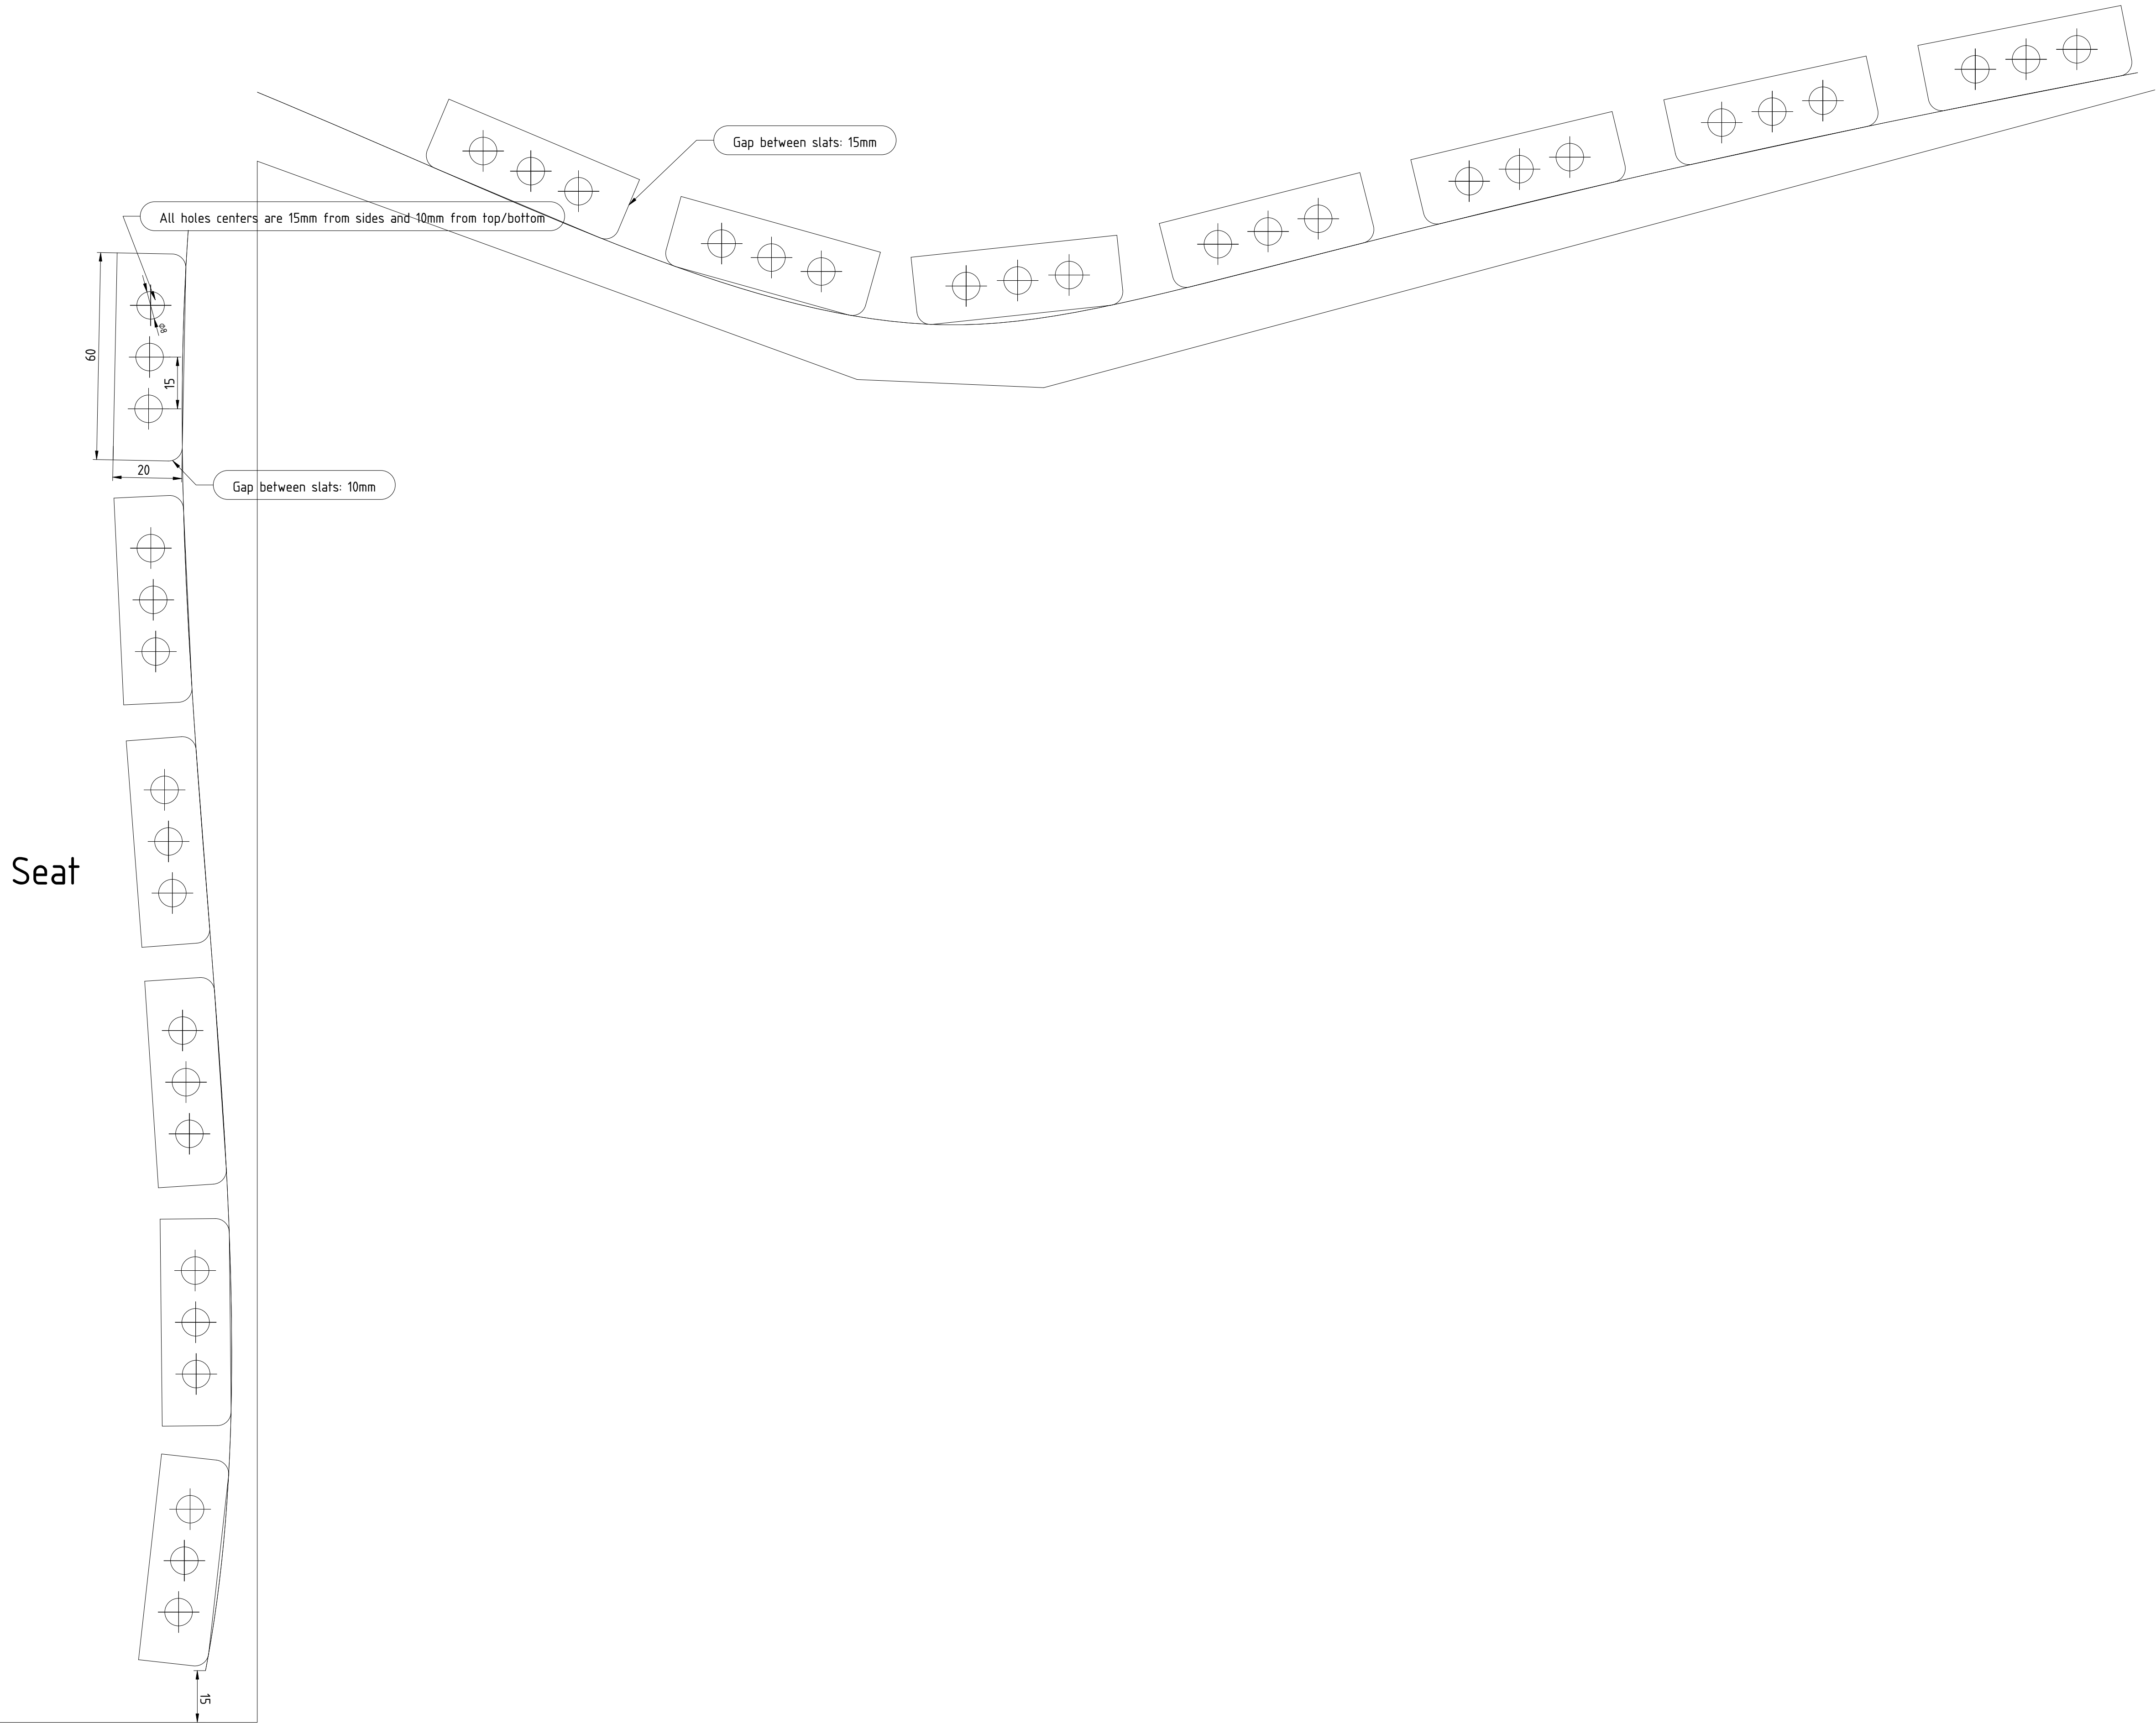 Gap between slats: 15mm
All holes centers are 15mm from sides and 10mm from top/bottom
⌀8
60
15
20
Gap between slats: 10mm
Seat
15